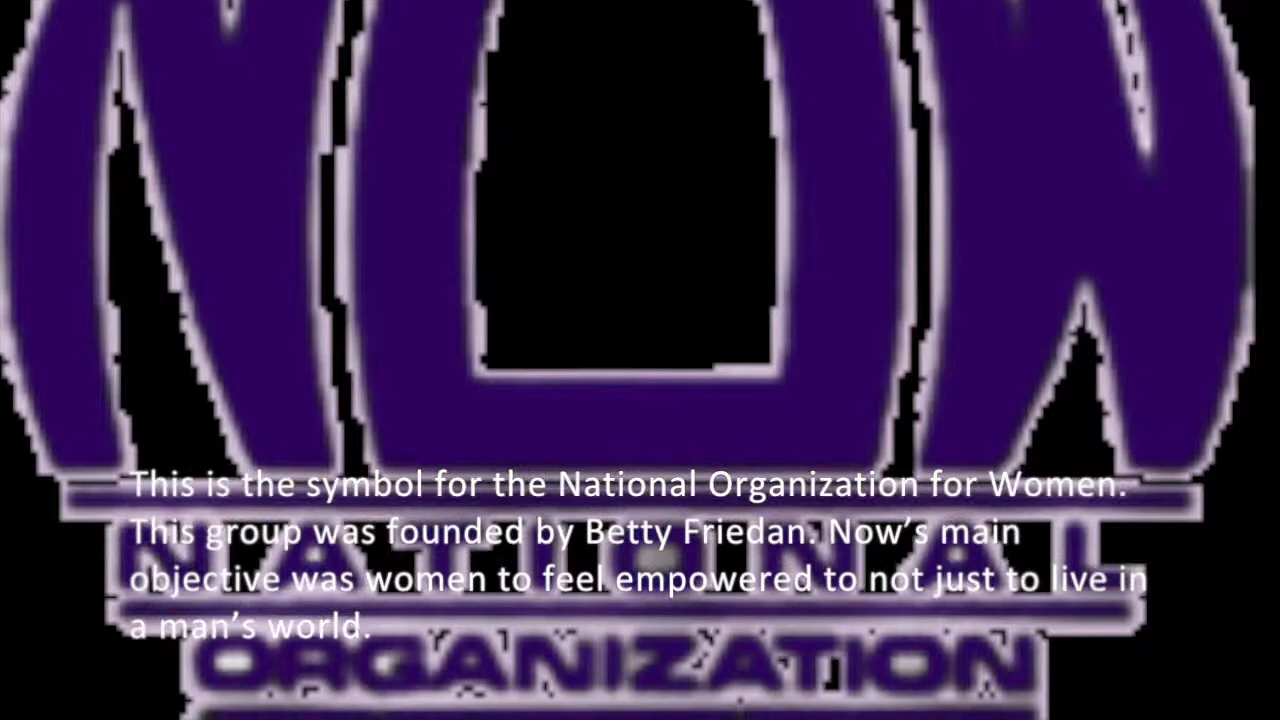 NOW
This is the symbol for the National Organization for Women.
This group was founded by Betty Friedan. Now’s main
NATIONAL
objective was women to feel empowered to not just to live in
a man’s world.
ORGANIZATION